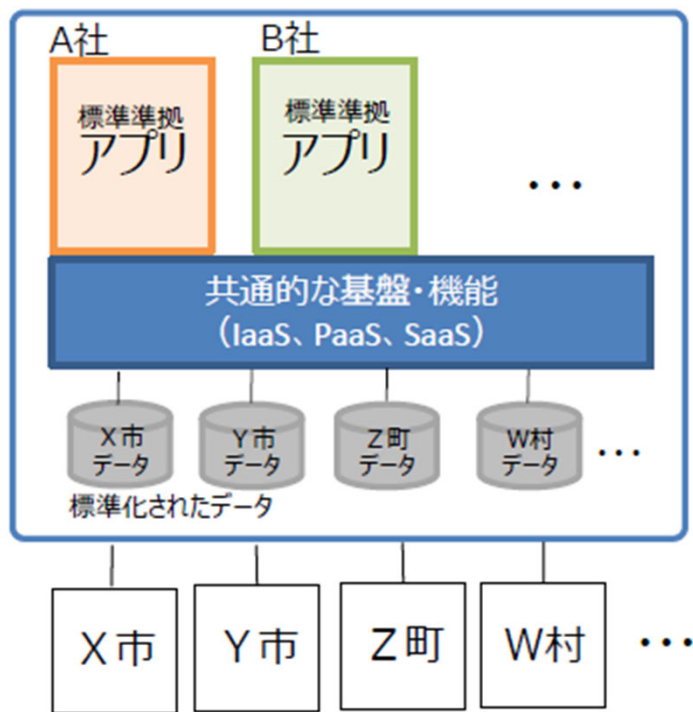 A社
B社
標準準拠
アプリ
標準準拠
アプリ
・・・
共通的な基盤・機能
（IaaS、PaaS、SaaS）
X市
データ
Y市
データ
Z町
データ
W村
データ
・・・
標準化されたデータ
X市
Y市
Z町
W村
・・・